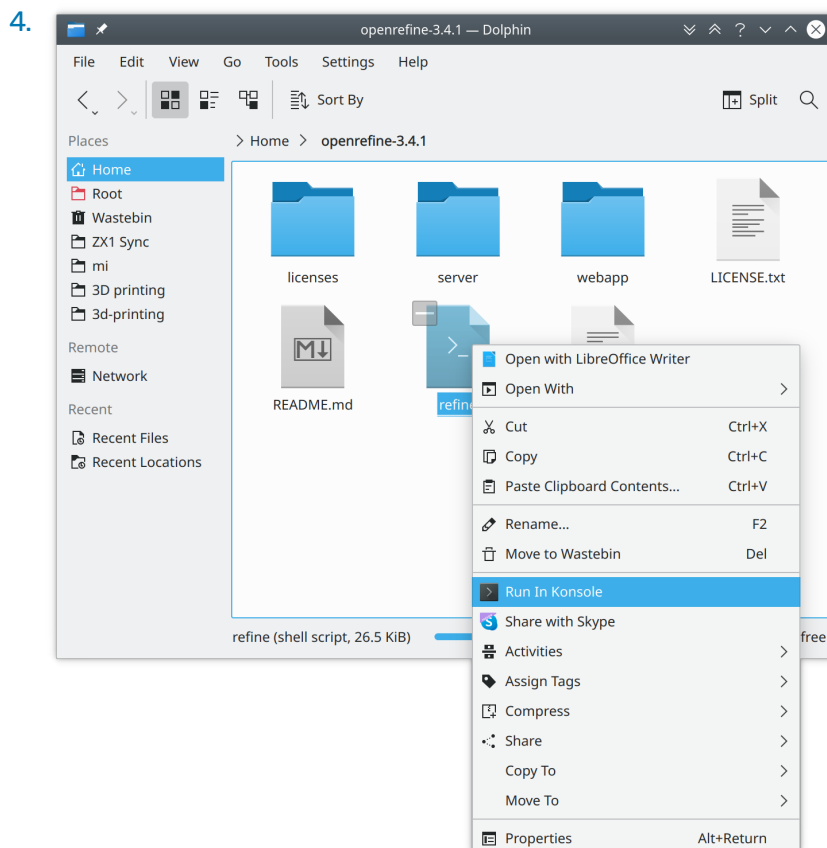 4.
openrefine-3.4.1 — Dolphin
File Edit View Go Tools Settings Help
Sort By Split
Places
Home
Root
Wastebin
ZX1 Sync
mi
3D printing
3d-printing
Remote
Network
Recent
Recent Files
Recent Locations
> Home > openrefine-3.4.1
licenses server webapp LICENSE.txt
README.md refine
Open with LibreOffice Writer
Open With
Cut Ctrl+X
Copy Ctrl+C
Paste Clipboard Contents... Ctrl+V
Rename... F2
Move to Wastebin Del
Run In Konsole
Share with Skype
Activities
Assign Tags
Compress
Share
Copy To
Move To
Properties Alt+Return
refine (shell script, 26.5 KiB) free